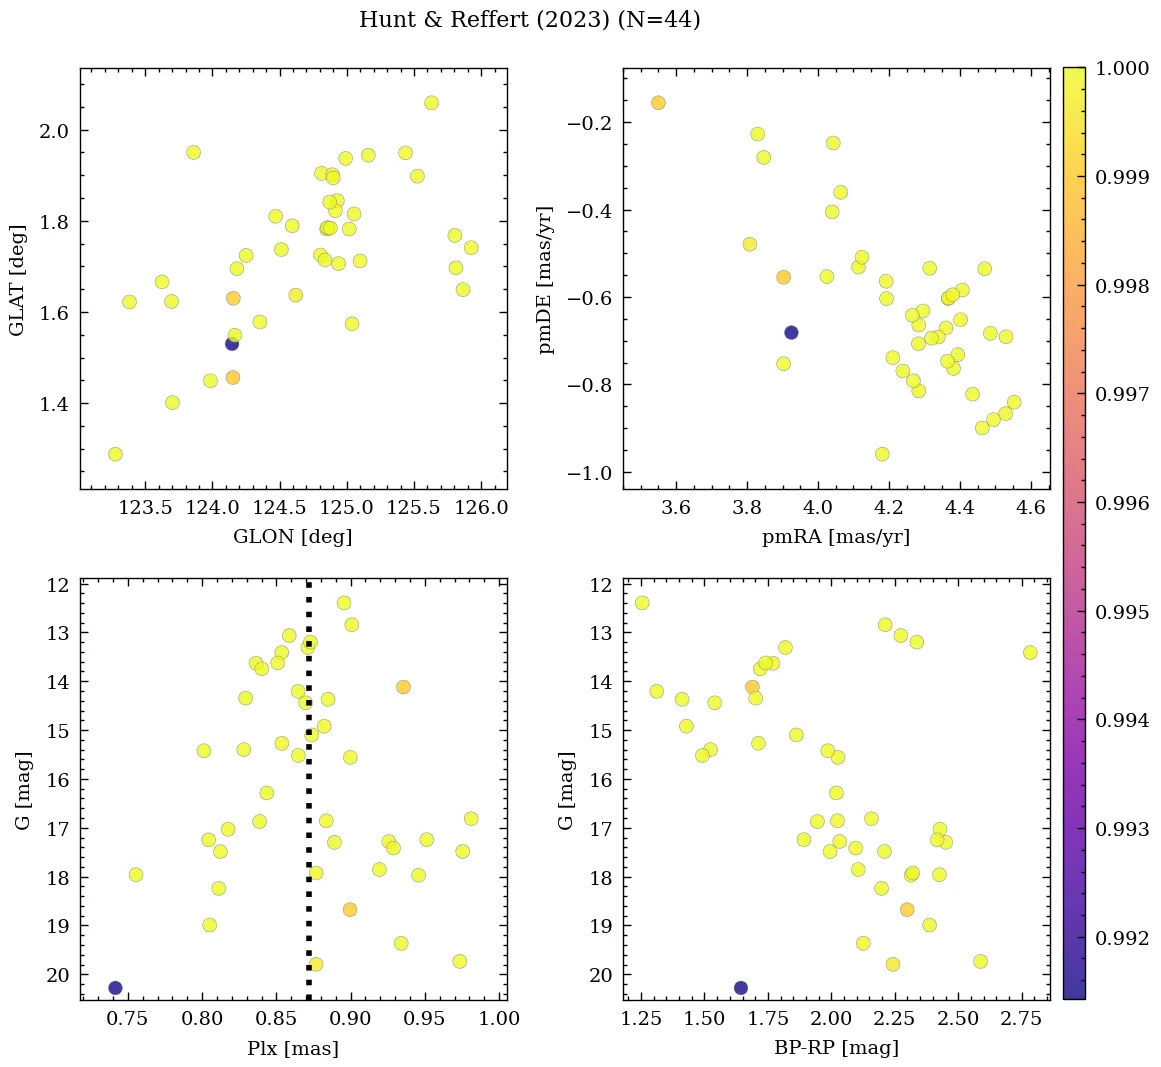 Hunt & Reffert (2023) (N=44)
2.0
1.8
1.6
1.4
GLAT [deg]
123.5 124.0 124.5 125.0 125.5 126.0
GLON [deg]
−0.2
−0.4
−0.6
−0.8
−1.0
pmDE [mas/yr]
3.6 3.8 4.0 4.2 4.4 4.6
pmRA [mas/yr]
12
13
14
15
16
17
18
19
20
G [mag]
0.75 0.80 0.85 0.90 0.95 1.00
Plx [mas]
12
13
14
15
16
17
18
19
20
G [mag]
1.25 1.50 1.75 2.00 2.25 2.50 2.75
BP-RP [mag]
1.000
0.999
0.998
0.997
0.996
0.995
0.994
0.993
0.992